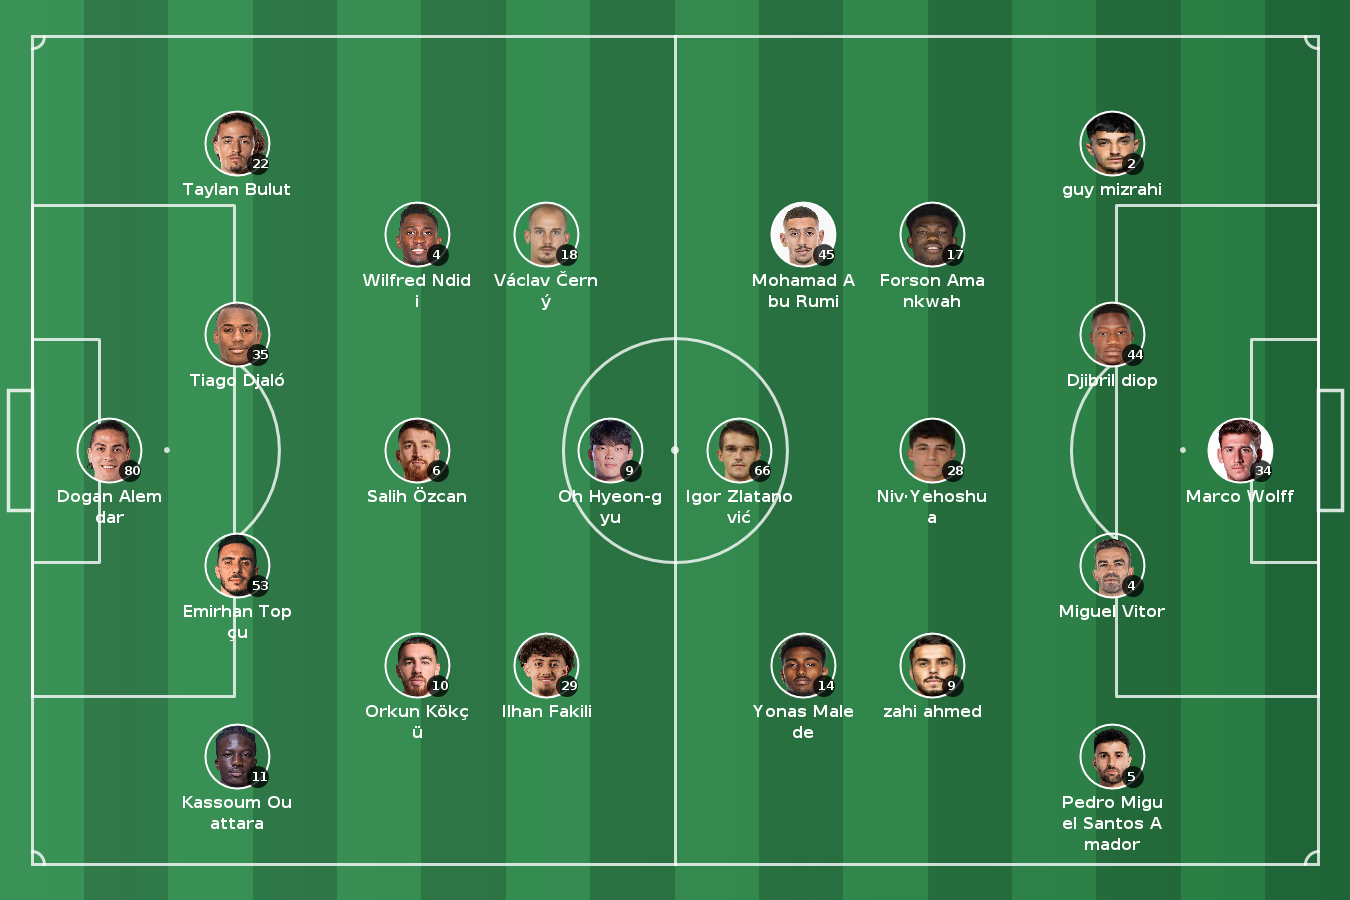 22
Taylan Bulut
2
guy mizrahi
4
Wilfred Ndid
i
18
Václav Čern
ý
45
Mohamad A
bu Rumi
17
Forson Ama
nkwah
35
Tiago Djaló
44
Djibril diop
80
Dogan Alem
dar
6
Salih Özcan
9
Oh Hyeon-g
yu
66
Igor Zlatano
vić
28
Niv·Yehoshu
a
34
Marco Wolff
53
Emirhan Top
çu
4
Miguel Vitor
10
Orkun Kökç
ü
29
Ilhan Fakili
14
Yonas Male
de
9
zahi ahmed
11
Kassoum Ou
attara
5
Pedro Migu
el Santos A
mador